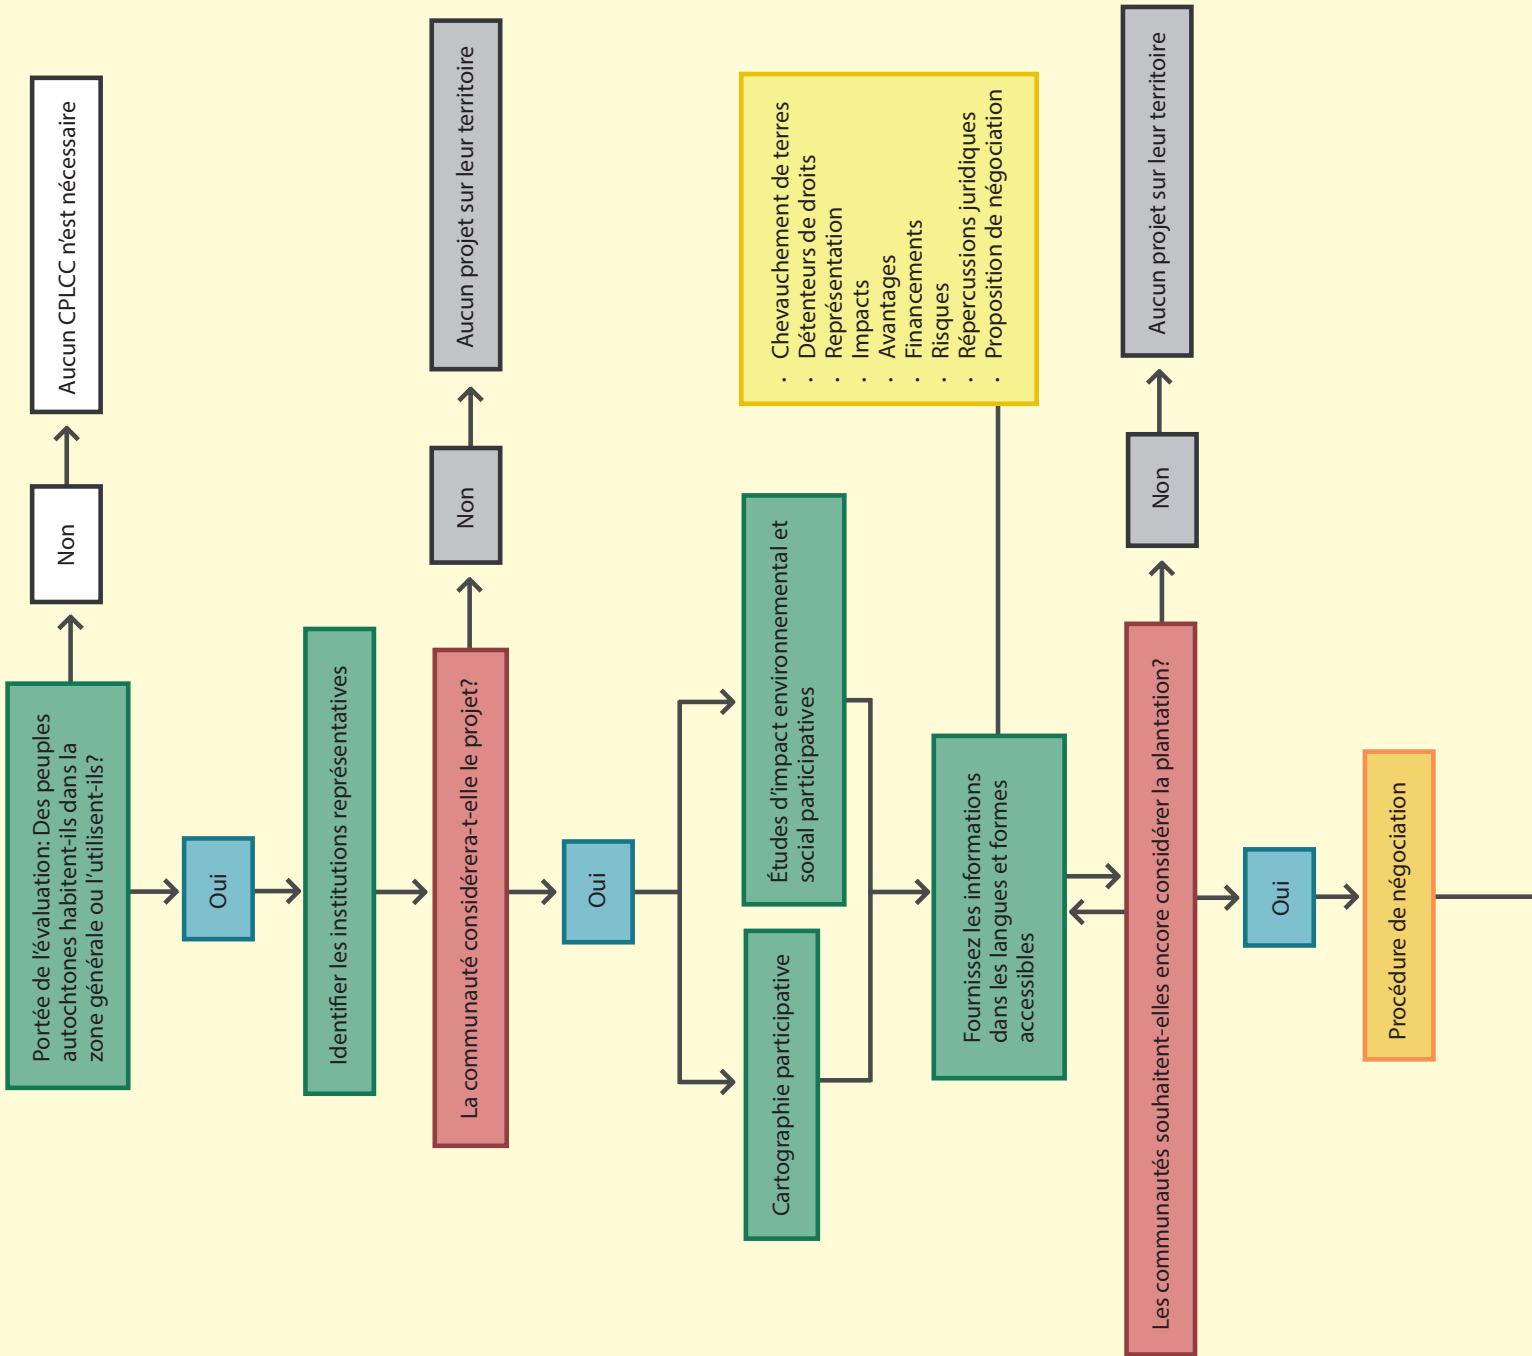 Portée de l'évaluation: Des peuples
autochtones habitent-ils dans la
zone générale ou l'utilisent-ils?
Non
Aucun CPLCC n'est nécessaire
Oui
Identifier les institutions représentatives
La communauté considérera-t-elle le projet?
Non
Aucun projet sur leur territoire
Oui
Cartographie participative
Études d'impact environnemental et
social participatives
Fournissez les informations
dans les langues et formes
accessibles
· Chevauchement de terres
· Détenteurs de droits
· Représentation
· Impacts
· Avantages
· Financements
· Risques
· Répercussions juridiques
· Proposition de négociation
Les communautés souhaitent-elles encore considérer la plantation?
Non
Aucun projet sur leur territoire
Oui
Procédure de négociation